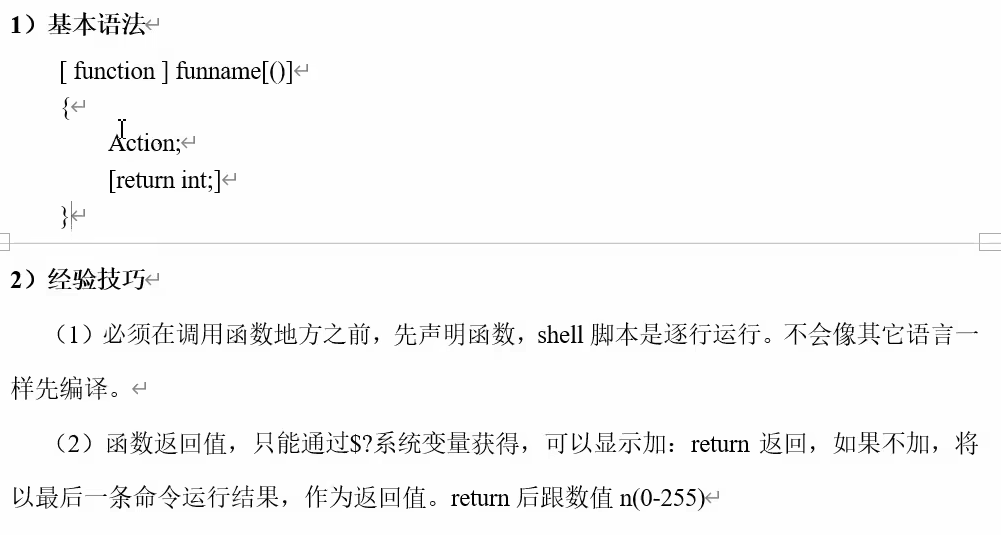 1）基本语法
[ function ] funname[()]
{
Action;
[return int;]
}
2）经验技巧
（1）必须在调用函数地方之前，先声明函数，shell 脚本是逐行运行。不会像其它语言一
样先编译。
（2）函数返回值，只能通过$?系统变量获得，可以显示加：return 返回，如果不加，将
以最后一条命令运行结果，作为返回值。return 后跟数值 n(0-255)